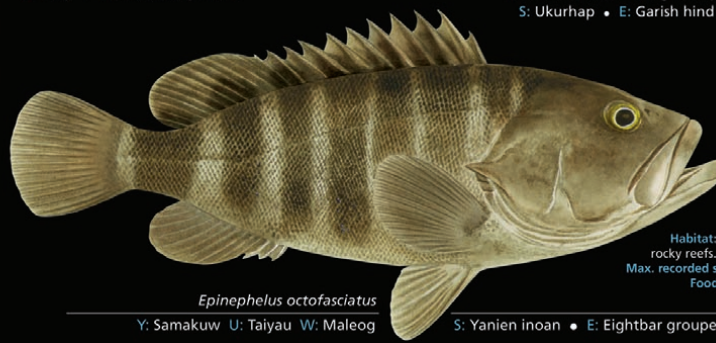 S: Ukurhap • E: Garish hind
Habitat:
rocky reefs.
Max. recorded s
Food
Epinephelus octofasciatus
Y: Samakuw U: Taiyau W: Maleog S: Yanien inoan • E: Eightbar groupe